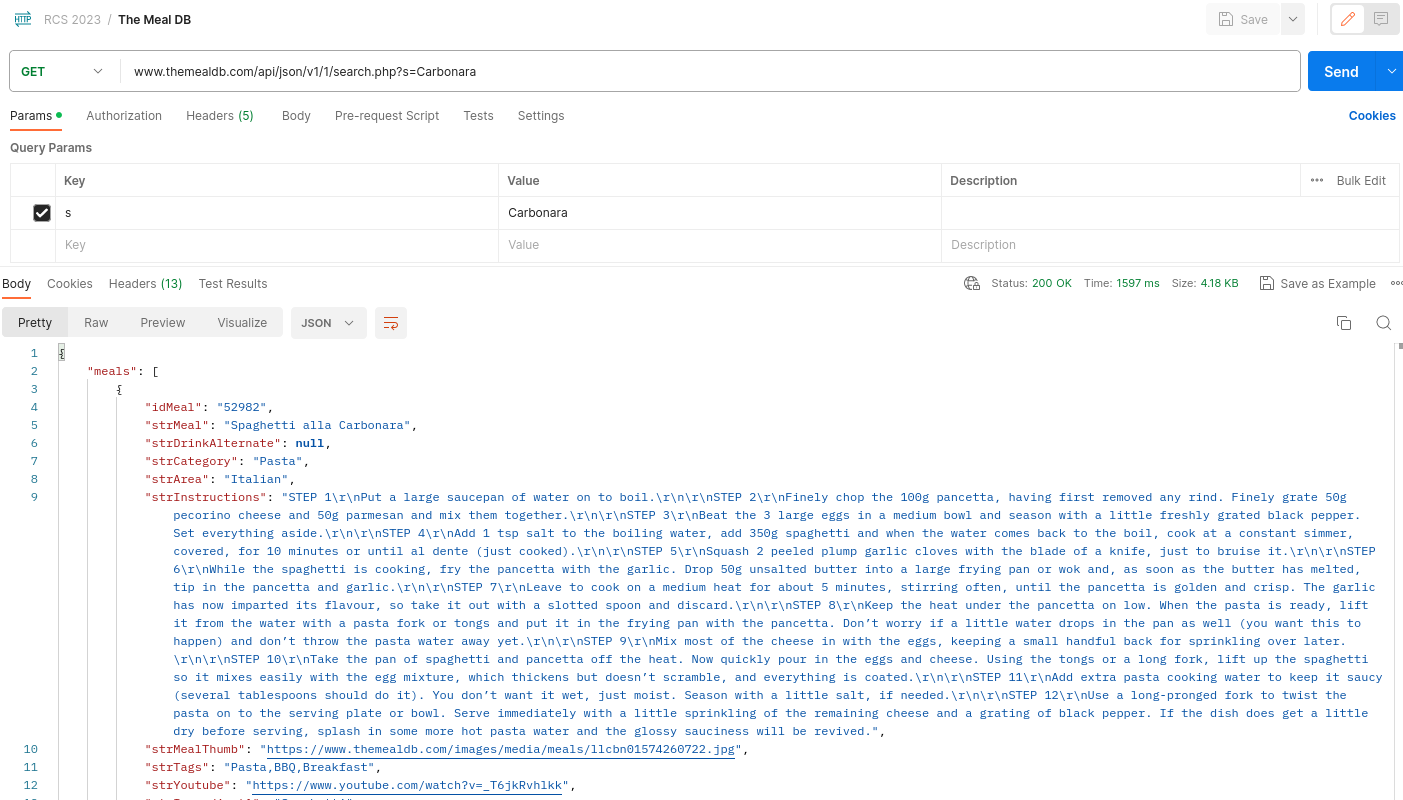 HTTP RCS 2023 / The Meal DB Save
GET www.themealdb.com/api/json/v1/1/search.php?s=Carbonara Send
Params Authorization Headers (5) Body Pre-request Script Tests Settings Cookies
Query Params
Key Value Description ••• Bulk Edit
s Carbonara
Key Value Description
Body Cookies Headers (13) Test Results Status: 200 OK Time: 1597 ms Size: 4.18 KB Save as Example
Pretty Raw Preview Visualize JSON
1 {
2 "meals": [
3 {
4 "idMeal": "52982",
5 "strMeal": "Spaghetti alla Carbonara",
6 "strDrinkAlternate": null,
7 "strCategory": "Pasta",
8 "strArea": "Italian",
9 "strInstructions": "STEP 1\r\nPut a large saucepan of water on to boil.\r\n\r\nSTEP 2\r\nFinely chop the 100g pancetta, having first removed any rind. Finely grate 50g
pecorino cheese and 50g parmesan and mix them together.\r\n\r\nSTEP 3\r\nBeat the 3 large eggs in a medium bowl and season with a little freshly grated black pepper.
Set everything aside.\r\n\r\nSTEP 4\r\nAdd 1 tsp salt to the boiling water, add 350g spaghetti and when the water comes back to the boil, cook at a constant simmer,
covered, for 10 minutes or until al dente (just cooked).\r\n\r\nSTEP 5\r\nSquash 2 peeled plump garlic cloves with the blade of a knife, just to bruise it.\r\n\r\nSTEP
6\r\nWhile the spaghetti is cooking, fry the pancetta with the garlic. Drop 50g unsalted butter into a large frying pan or wok and, as soon as the butter has melted,
tip in the pancetta and garlic.\r\n\r\nSTEP 7\r\nLeave to cook on a medium heat for about 5 minutes, stirring often, until the pancetta is golden and crisp. The garlic
has now imparted its flavour, so take it out with a slotted spoon and discard.\r\n\r\nSTEP 8\r\nKeep the heat under the pancetta on low. When the pasta is ready, lift
it from the water with a pasta fork or tongs and put it in the frying pan with the pancetta. Don’t worry if a little water drops in the pan as well (you want this to
happen) and don’t throw the pasta water away yet.\r\n\r\nSTEP 9\r\nMix most of the cheese in with the eggs, keeping a small handful back for sprinkling over later.
\r\n\r\nSTEP 10\r\nTake the pan of spaghetti and pancetta off the heat. Now quickly pour in the eggs and cheese. Using the tongs or a long fork, lift up the spaghetti
so it mixes easily with the egg mixture, which thickens but doesn’t scramble, and everything is coated.\r\n\r\nSTEP 11\r\nAdd extra pasta cooking water to keep it saucy
(several tablespoons should do it). You don’t want it wet, just moist. Season with a little salt, if needed.\r\n\r\nSTEP 12\r\nUse a long-pronged fork to twist the
pasta on to the serving plate or bowl. Serve immediately with a little sprinkling of the remaining cheese and a grating of black pepper. If the dish does get a little
dry before serving, splash in some more hot pasta water and the glossy sauciness will be revived.",
10 "strMealThumb": "https://www.themealdb.com/images/media/meals/llcbn01574260722.jpg",
11 "strTags": "Pasta,BBQ,Breakfast",
12 "strYoutube": "https://www.youtube.com/watch?v=_T6jkRvhlkk",